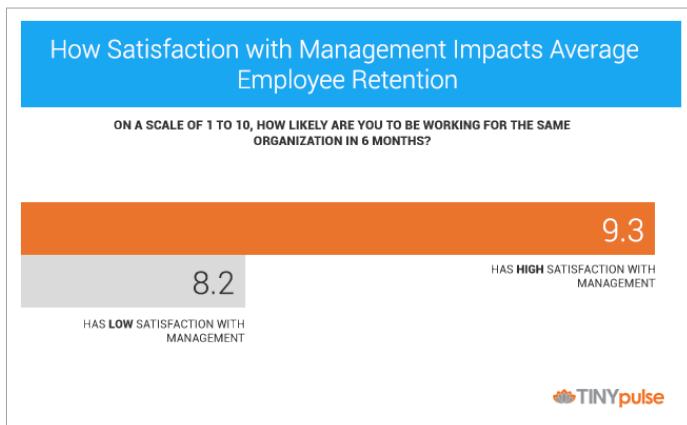 How Satisfaction with Management Impacts Average
Employee Retention
ON A SCALE OF 1 TO 10, HOW LIKELY ARE YOU TO BE WORKING FOR THE SAME
ORGANIZATION IN 6 MONTHS?
9.3
HAS HIGH SATISFACTION WITH
MANAGEMENT
8.2
HAS LOW SATISFACTION WITH
MANAGEMENT
TINYpulse